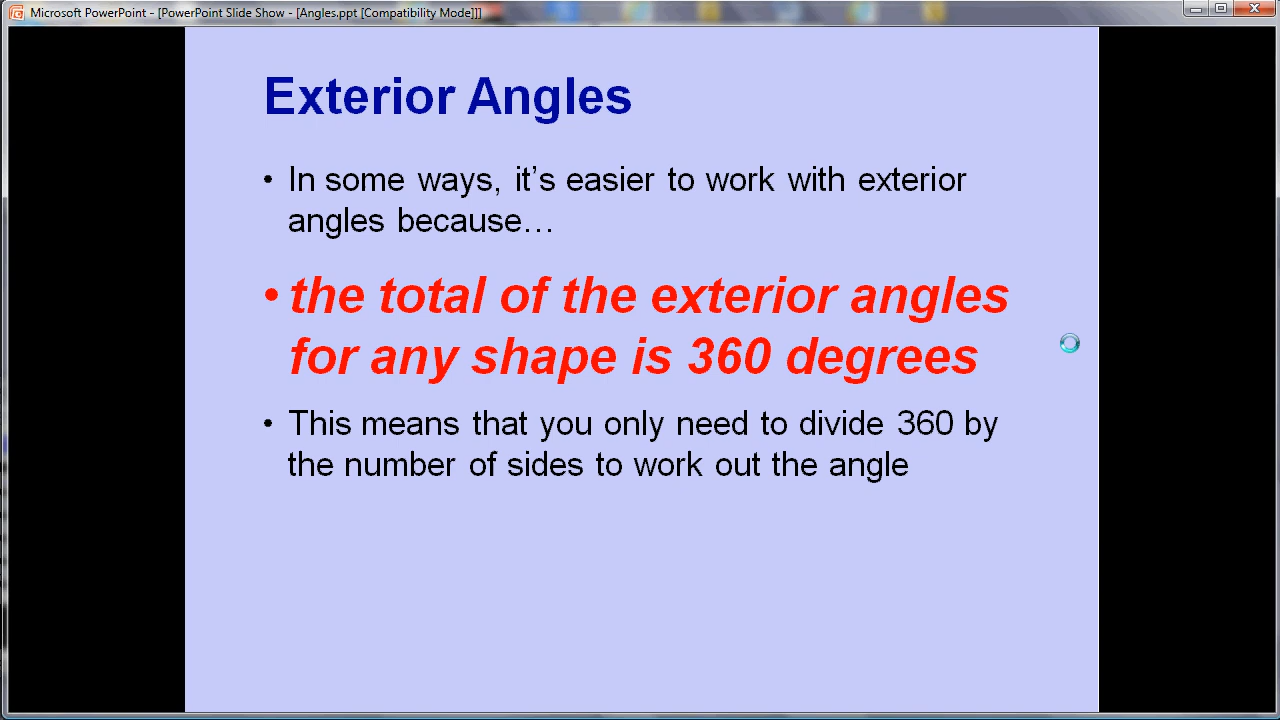 Microsoft PowerPoint - [PowerPoint Slide Show - [Angles.ppt [Compatibility Mode]]]
Exterior Angles
• In some ways, it’s easier to work with exterior
angles because…
• the total of the exterior angles
for any shape is 360 degrees
• This means that you only need to divide 360 by
the number of sides to work out the angle